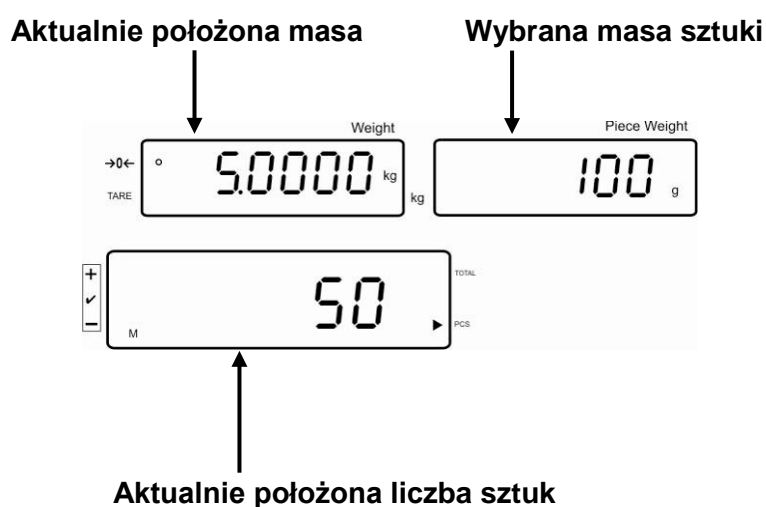 Aktualnie położona masa Wybrana masa sztuki
Weight Piece Weight
→0← 5.0000 kg 100 g
TARE kg
+ 50 TOTAL
✔
− M ▶ PCS
Aktualnie położona liczba sztuk